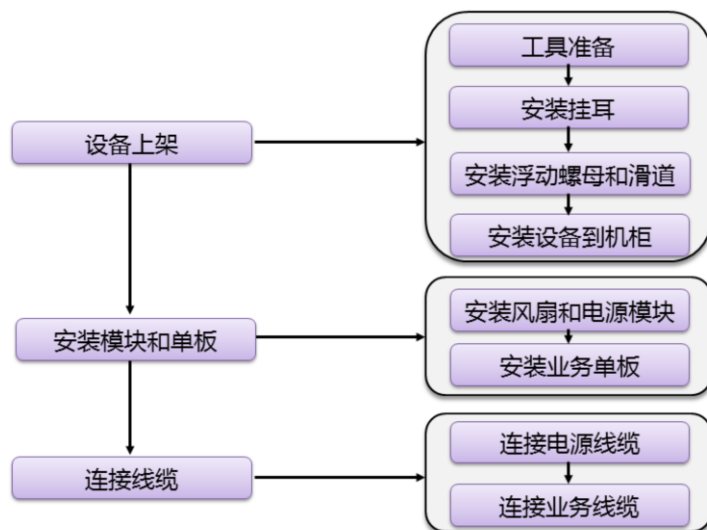 设备上架
工具准备
安装挂耳
安装浮动螺母和滑道
安装设备到机柜
安装模块和单板
安装风扇和电源模块
安装业务单板
连接线缆
连接电源线缆
连接业务线缆